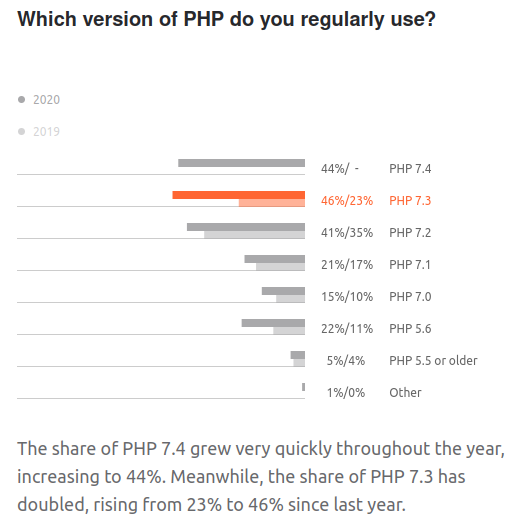 Which version of PHP do you regularly use?
2020
2019
44%/ - PHP 7.4
46%/23% PHP 7.3
41%/35% PHP 7.2
21%/17% PHP 7.1
15%/10% PHP 7.0
22%/11% PHP 5.6
5%/4% PHP 5.5 or older
1%/0% Other
The share of PHP 7.4 grew very quickly throughout the year,
increasing to 44%. Meanwhile, the share of PHP 7.3 has
doubled, rising from 23% to 46% since last year.